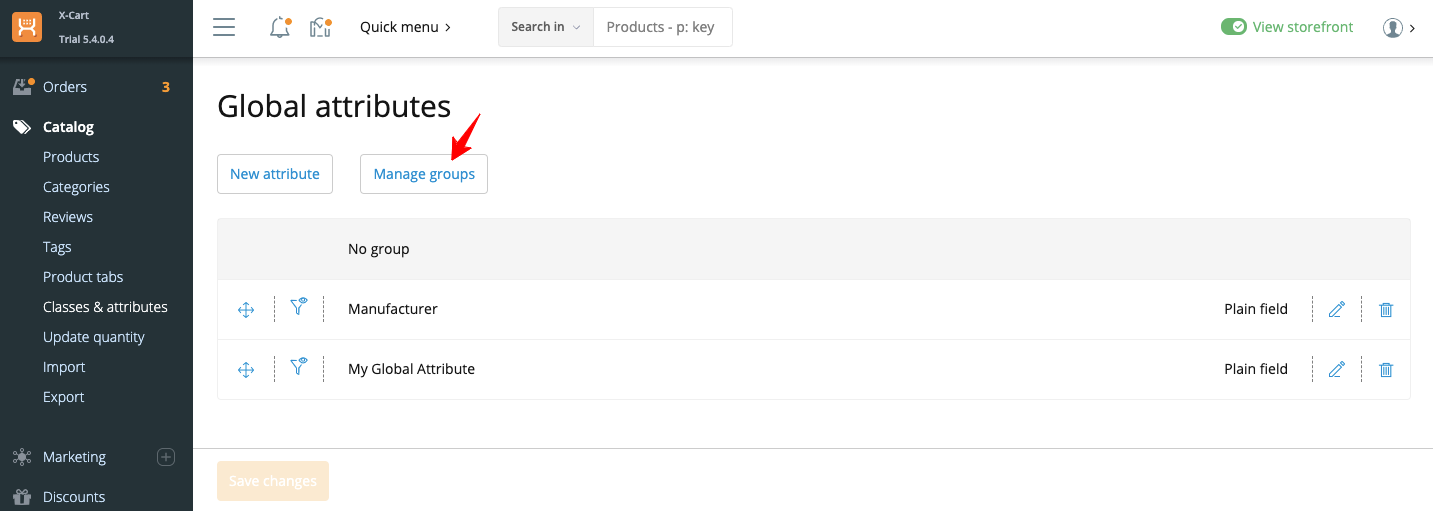 X-Cart
Trial 5.4.0.4
Quick menu
Search in
Products - p: key
View storefront
Orders 3
Catalog
Products
Categories
Reviews
Tags
Product tabs
Classes & attributes
Update quantity
Import
Export
Marketing
Discounts
Global attributes
New attribute
Manage groups
No group
Manufacturer Plain field
My Global Attribute Plain field
Save changes